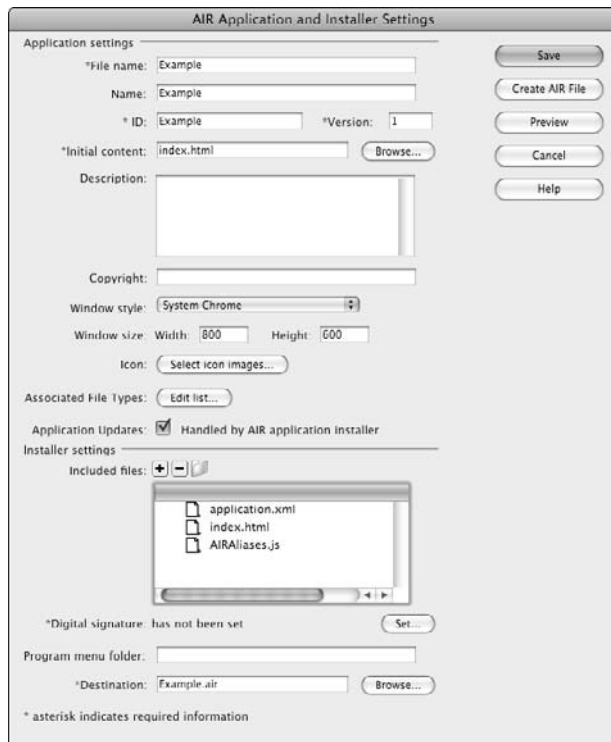 AIR Application and Installer Settings
Application settings
*File name: Example
Name: Example
* ID: Example *Version: 1
*Initial content: index.html Browse...
Description:
Copyright:
Window style: System Chrome
Window size: Width: 800 Height: 600
Icon: Select icon images...
Associated File Types: Edit list...
Application Updates: Handled by AIR application installer
Installer settings
Included files:
application.xml
index.html
AIRAliases.js
*Digital signature: has not been set Set...
Program menu folder:
*Destination: Example.air Browse...
* asterisk indicates required information
Save
Create AIR File
Preview
Cancel
Help